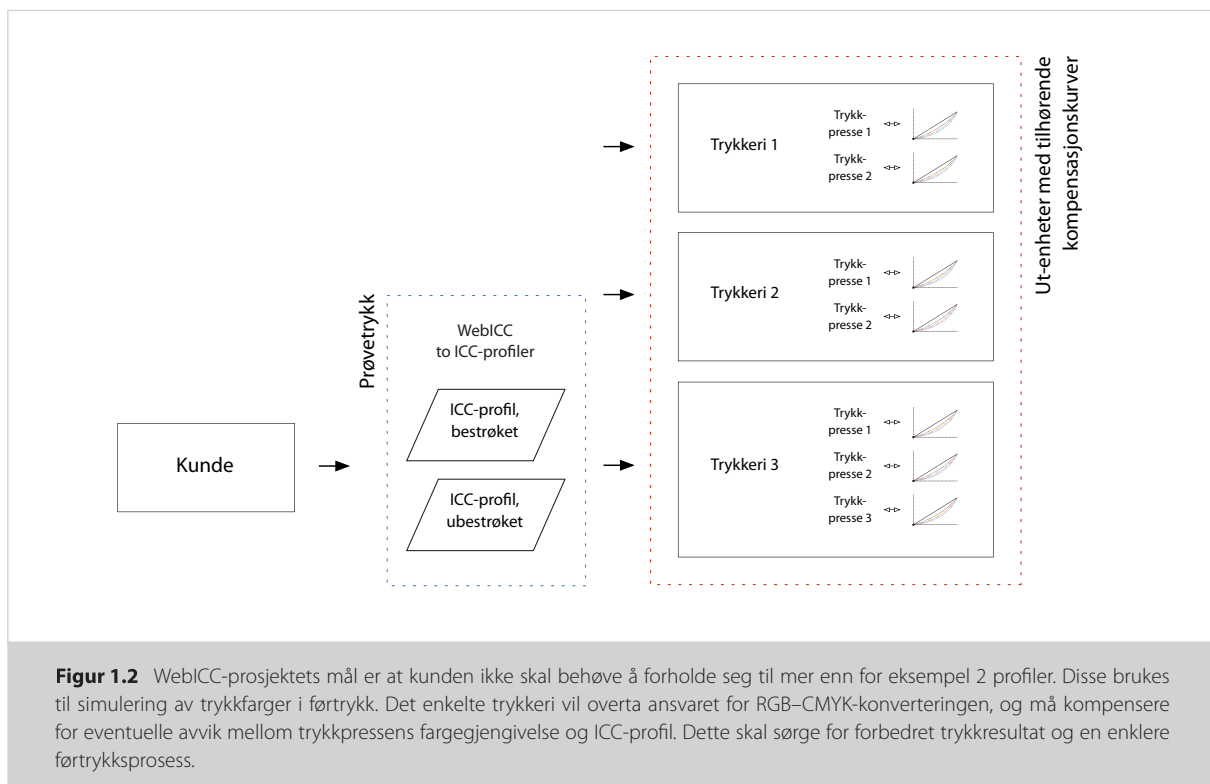 Kunde
Prøvetrykk
WebICC
to ICC-profiler
ICC-profil,
bestrøket
ICC-profil,
ubestrøket
Trykkeri 1
Trykk-
presse 1
Trykk-
presse 2
Trykkeri 2
Trykk-
presse 1
Trykk-
presse 2
Trykkeri 3
Trykk-
presse 1
Trykk-
presse 2
Trykk-
presse 3
Ut-enheter med tilhørende
kompensasjonskurver
Figur 1.2 WebICC-prosjektets mål er at kunden ikke skal behøve å forholde seg til mer enn for eksempel 2 profiler. Disse brukes
til simulering av trykkfarger i førtrykk. Det enkelte trykkeri vil overta ansvaret for RGB–CMYK-konverteringen, og må kompensere
for eventuelle avvik mellom trykkpressens fargegjengivelse og ICC-profil. Dette skal sørge for forbedret trykkresultat og en enklere
førtrykksprosess.